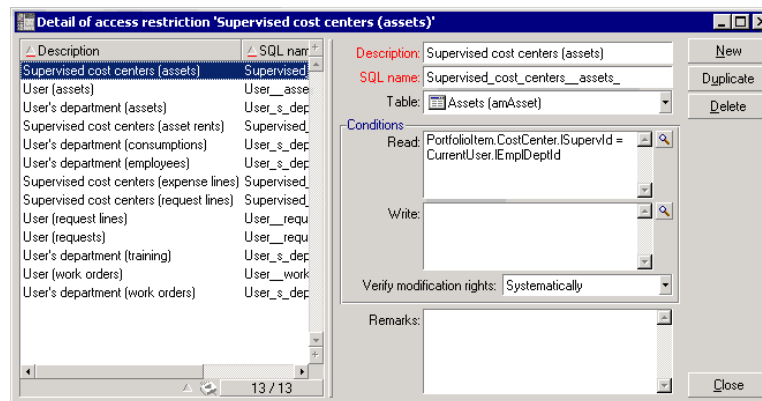 Detail of access restriction 'Supervised cost centers (assets)'
Description
SQL nam
Supervised cost centers (assets) Supervised_
User (assets) User__asse
User's department (assets) User_s_dep
Supervised cost centers (asset rents) Supervised_
User's department (consumptions) User_s_dep
User's department (employees) User_s_dep
Supervised cost centers (expense lines) Supervised_
Supervised cost centers (request lines) Supervised_
User (request lines) User__requ
User (requests) User__requ
User's department (training) User_s_dep
User (work orders) User__work
User's department (work orders) User_s_dep
13 / 13
Description: Supervised cost centers (assets)
SQL name: Supervised_cost_centers__assets_
Table: Assets (amAsset)
Conditions
Read: PortfolioItem.CostCenter.lSupervId =
CurrentUser.lEmplDeptId
Write:
Verify modification rights: Systematically
Remarks:
New
Duplicate
Delete
Close